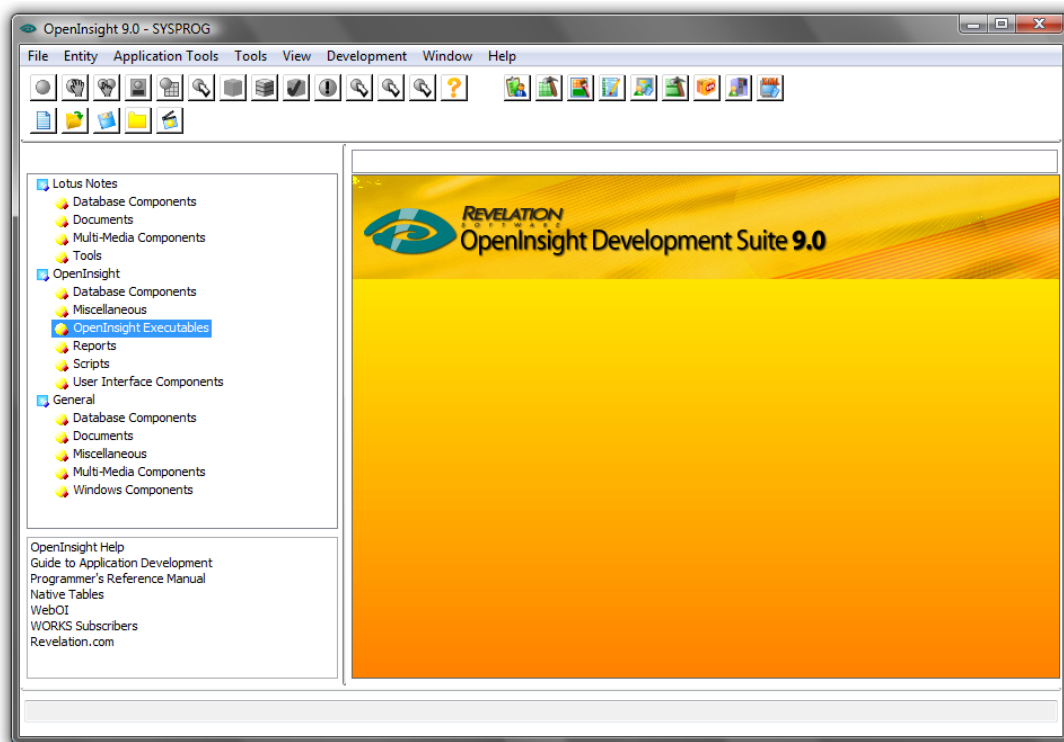 OpenInsight 9.0 - SYSPROG
File Entity Application Tools Tools View Development Window Help
Lotus Notes
Database Components
Documents
Multi-Media Components
Tools
OpenInsight
Database Components
Miscellaneous
OpenInsight Executables
Reports
Scripts
User Interface Components
General
Database Components
Documents
Miscellaneous
Multi-Media Components
Windows Components
OpenInsight Help
Guide to Application Development
Programmer's Reference Manual
Native Tables
WebOI
WORKS Subscribers
Revelation.com
REVELATION
SOFTWARE
OpenInsight Development Suite 9.0